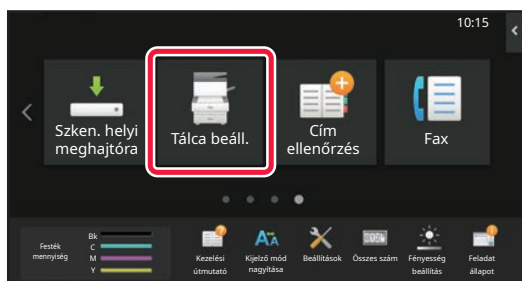 10:15
Szken. helyi
meghajtóra
Tálca beáll.
Cím
ellenőrzés
Fax
Festék
mennyiség
Bk
C
M
Y
Kezelési
útmutató
Kijelző mód
nagyítása
Beállítások
Összes szám
Fényesség
beállítás
Feladat
állapot